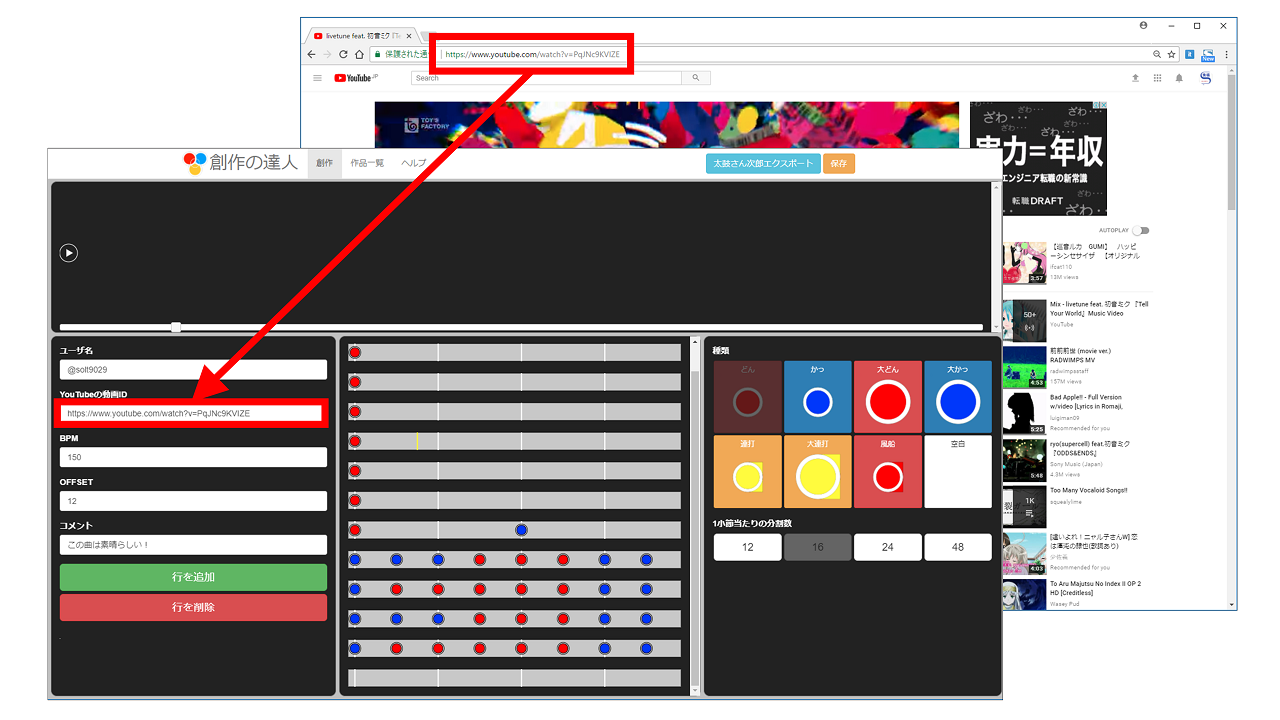 livetune feat. 初音ミク 『Te
保護された通
https://www.youtube.com/watch?v=PqJNc9KVIZE
New
YouTube JP
Search
TOY'S
FACTORY
ざわ・・・
ざわ・・・
ざわ・・・
ざわ・・・
実力=年収
エンジニア転職の新常識
ざわ・・・
転職DRAFT
ざわ・・
AUTOPLAY
【巡音ルカ　GUMI】　ハッピ
ーシンセサイザ　【オリジナル
ifcat110
13M views
3:57
Mix - livetune feat. 初音ミク 『Tell
Your World』Music Video
YouTube
50+
前前前世 (movie ver.)
RADWIMPS MV
radwimpsstaff
157M views
4:53
Bad Apple!! - Full Version
w/video [Lyrics in Romaji,
luigiman09
Recommended for you
5:25
ryo(supercell) feat.初音ミク
『ODDS&ENDS』
Sony Music (Japan)
4.3M views
5:48
Too Many Vocaloid Songs!!
squeelylime
1K
[這いよれ！ニャル子さんW] 恋
は渾沌の隷也(歌詞あり)
少佐長
Recommended for you
4:03
To Aru Majutsu No Index II OP 2
HD [Creditless]
Wasey Pud
創作の達人
創作
作品一覧
ヘルプ
太鼓さん次郎エクスポート
保存
ユーザ名
@solt9029
YouTubeの動画ID
https://www.youtube.com/watch?v=PqJNc9KVIZE
BPM
150
OFFSET
12
コメント
この曲は素晴らしい！
行を追加
行を削除
種類
どん
かつ
大どん
大かつ
連打
大連打
風船
空白
1小節当たりの分割数
12
16
24
48